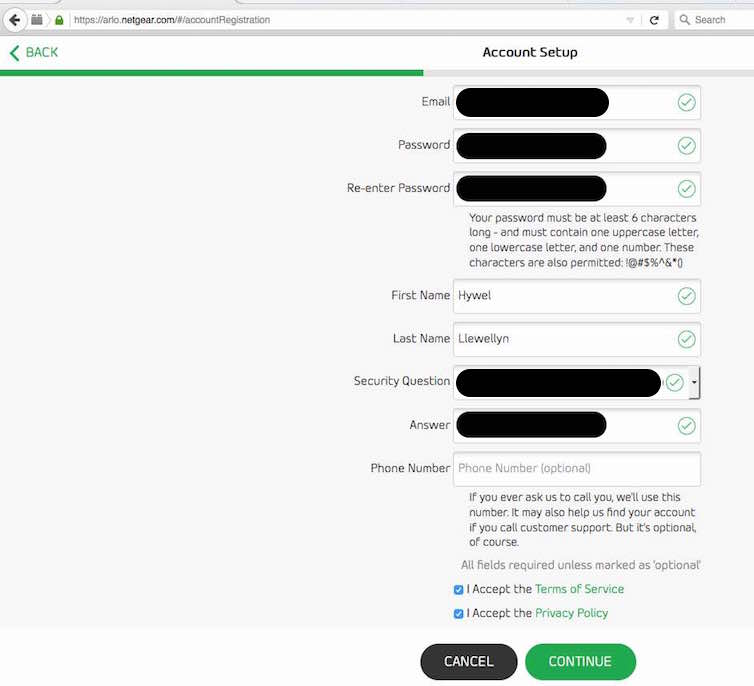 https://arlo.netgear.com/#/accountRegistration
Search
BACK
Account Setup
Email
Password
Re-enter Password
Your password must be at least 6 characters
long - and must contain one uppercase letter,
one lowercase letter, and one number. These
characters are also permitted: !@#$%^&*()
First Name Hywel
Last Name Llewellyn
Security Question
Answer
Phone Number Phone Number (optional)
If you ever ask us to call you, we'll use this
number. It may also help us find your account
if you call customer support. But it's optional,
of course.
All fields required unless marked as 'optional'
I Accept the Terms of Service
I Accept the Privacy Policy
CANCEL
CONTINUE